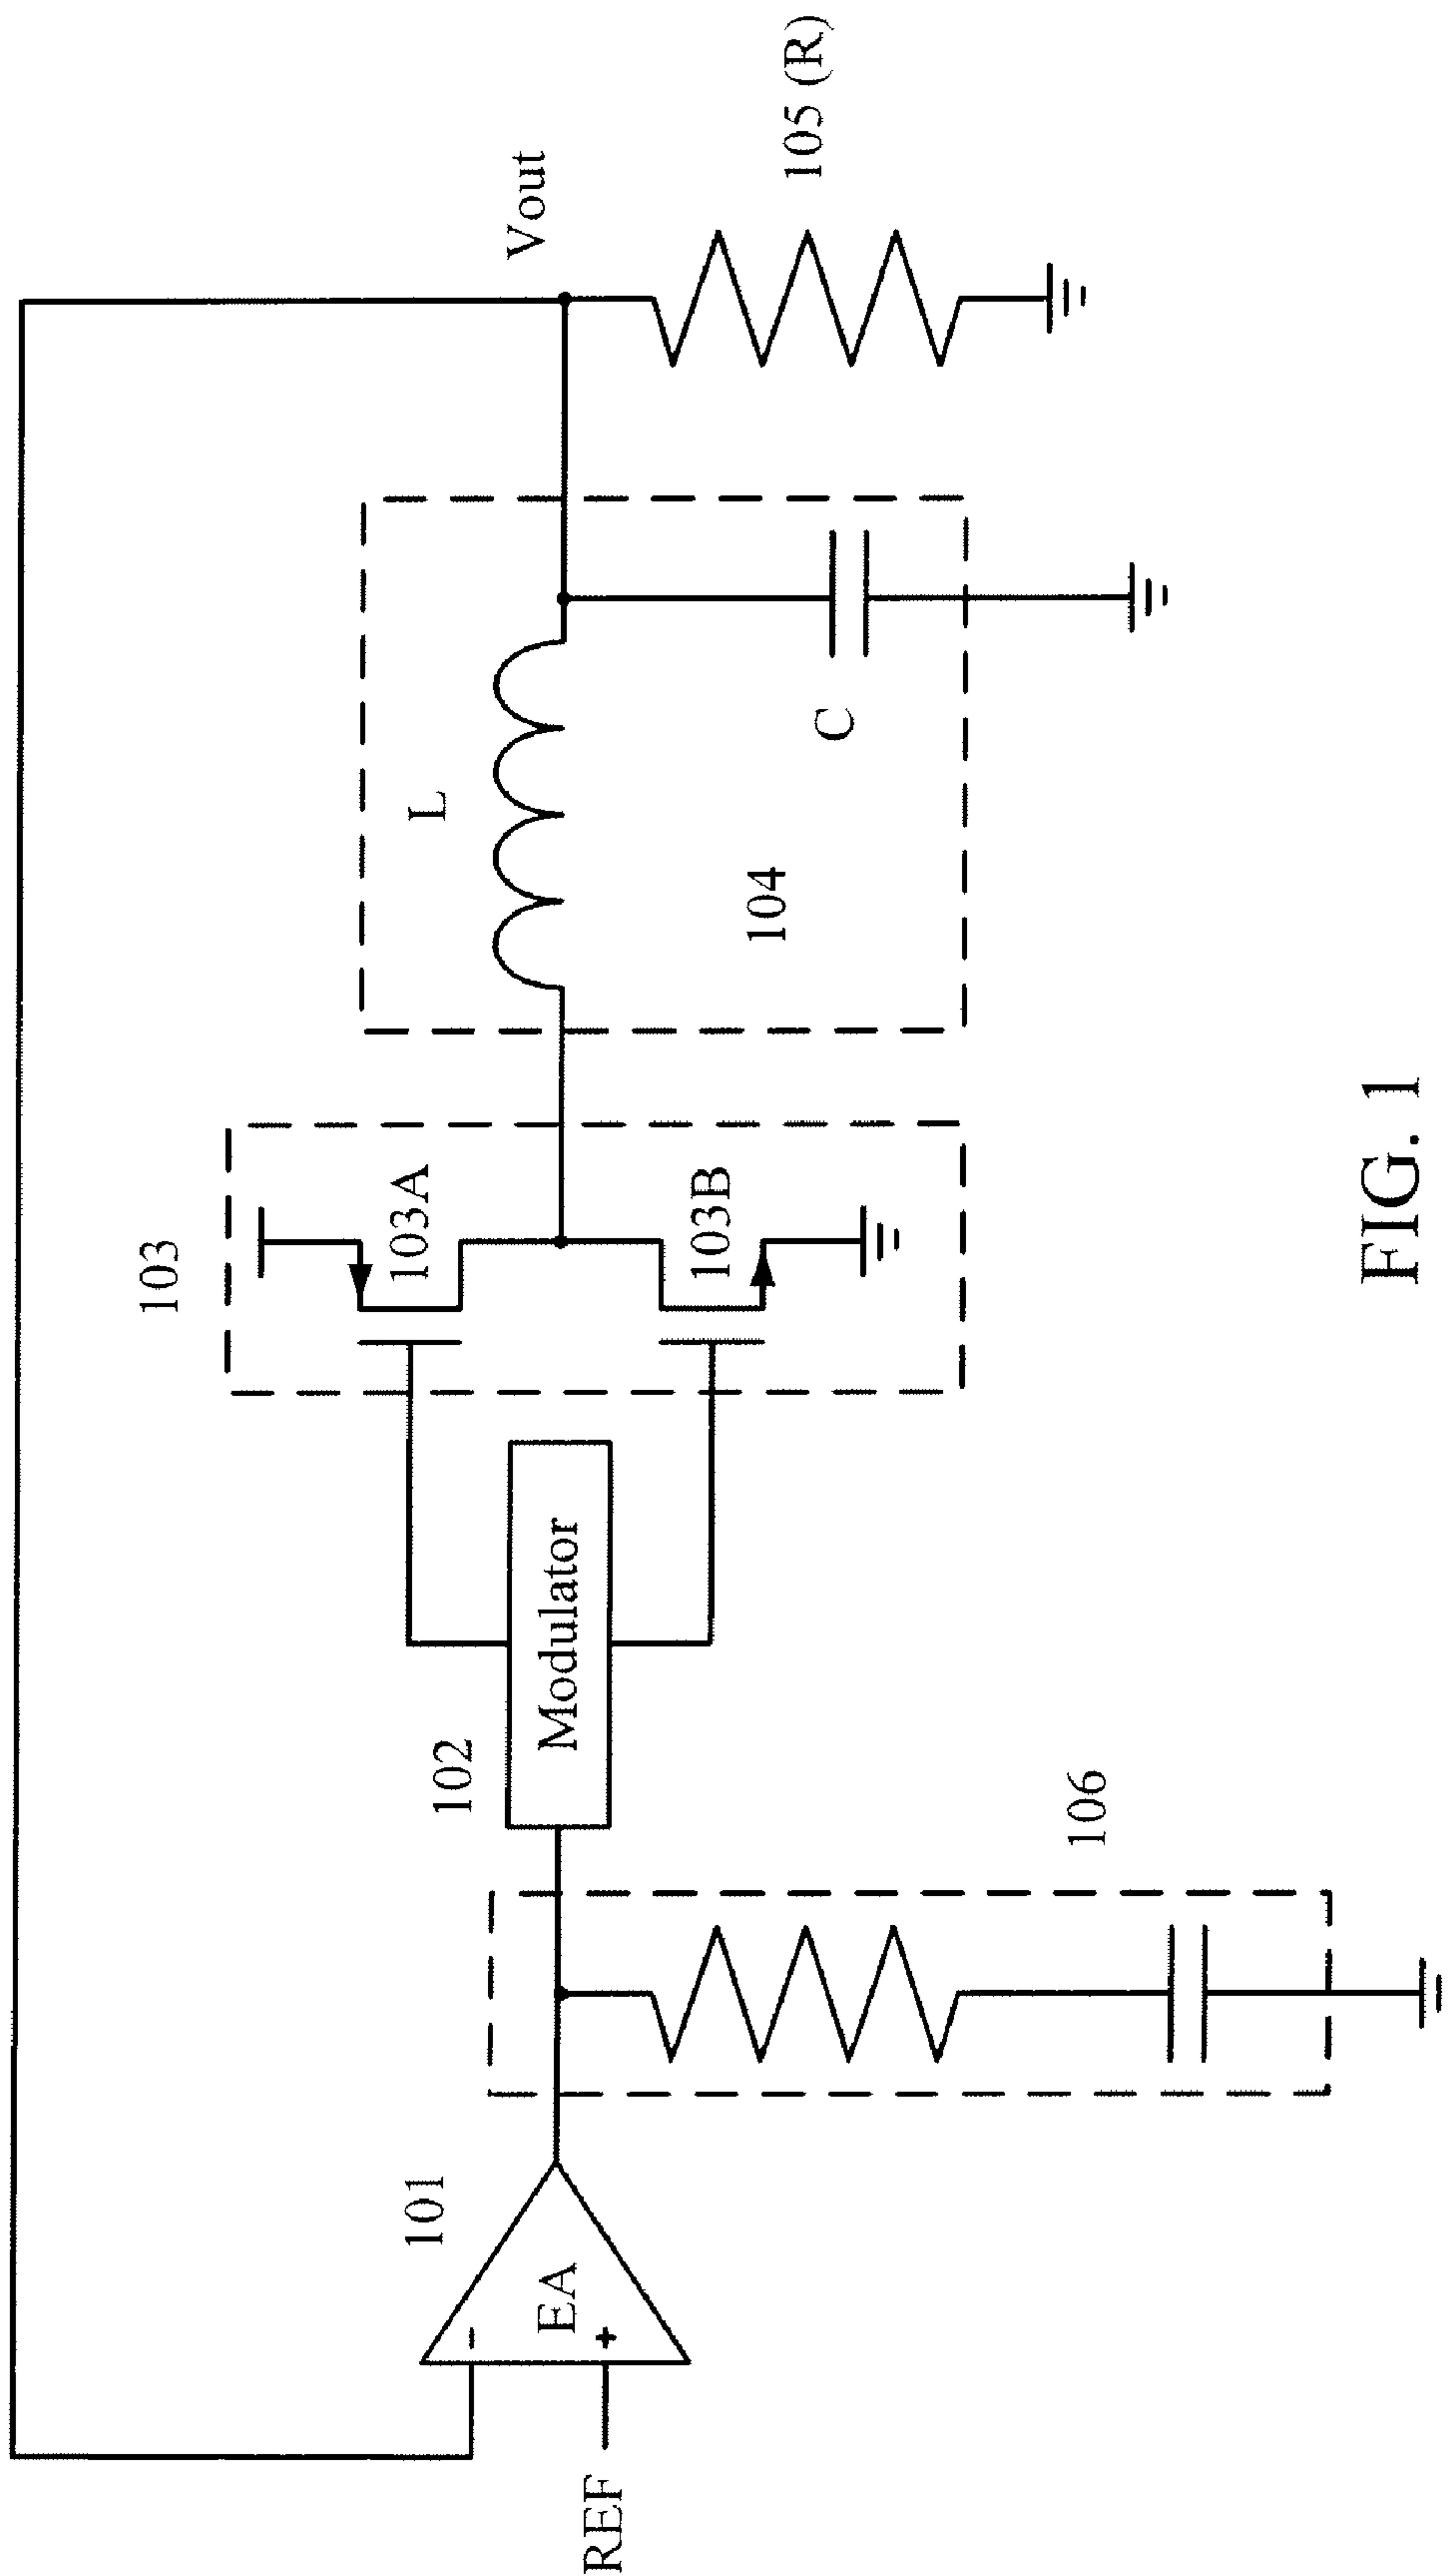 103
103A
103B
L
104
C
Vout
105 (R)
101
EA
-
+
REF
102
Modulator
106
FIG. 1